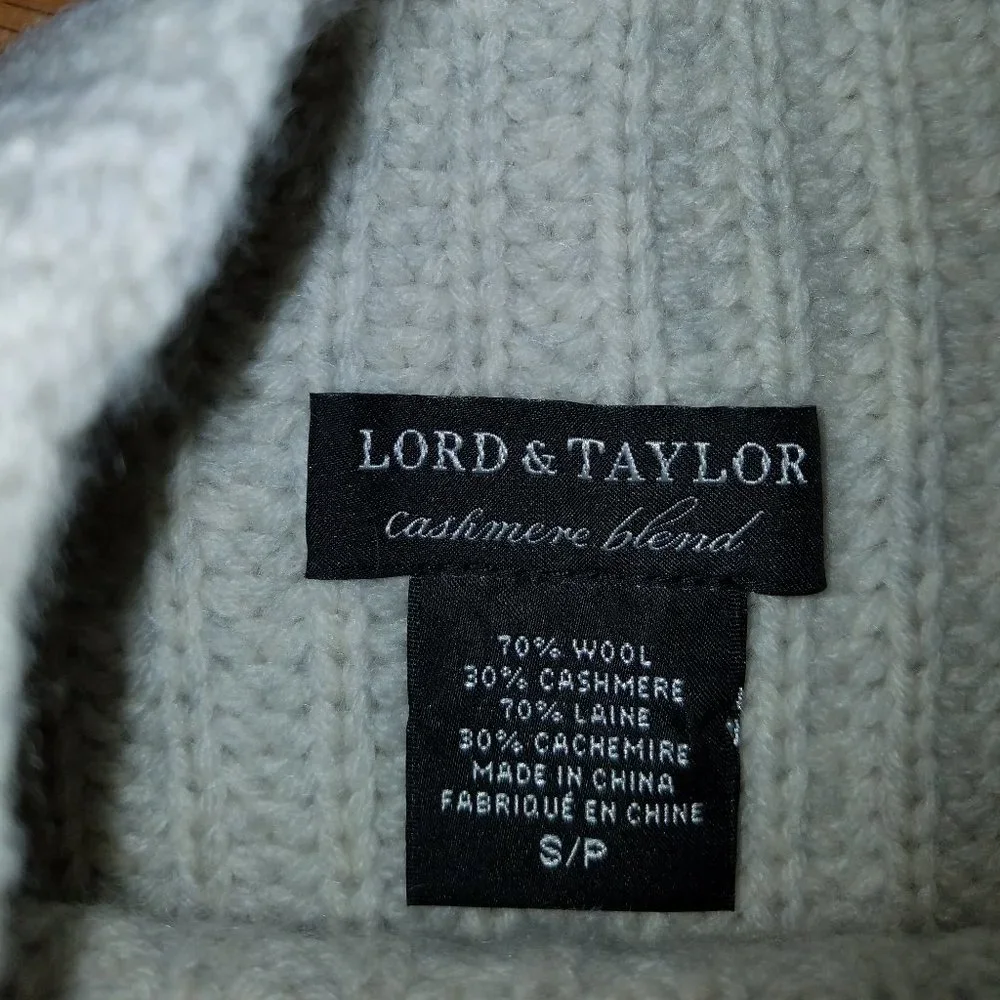 LORD & TAYLOR
cashmere blend
70% WOOL
30% CASHMERE
70% LAINE
30% CACHEMIRE
MADE IN CHINA
FABRIQUÉ EN CHINE
S/P